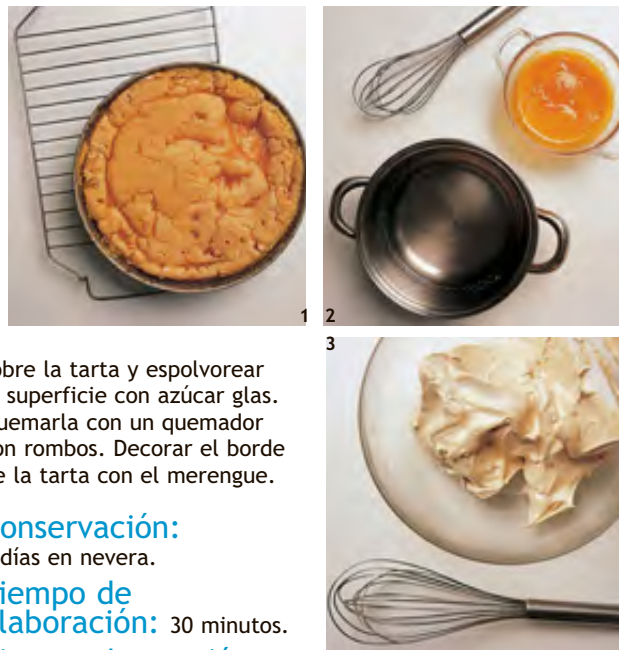 1 2
3
bre la tarta y espolvorear
superficie con azúcar glas.
uemarla con un quemador
on rombos. Decorar el borde
e la tarta con el merengue.
onservación:
días en nevera.
iempo de
laboración: 30 minutos.